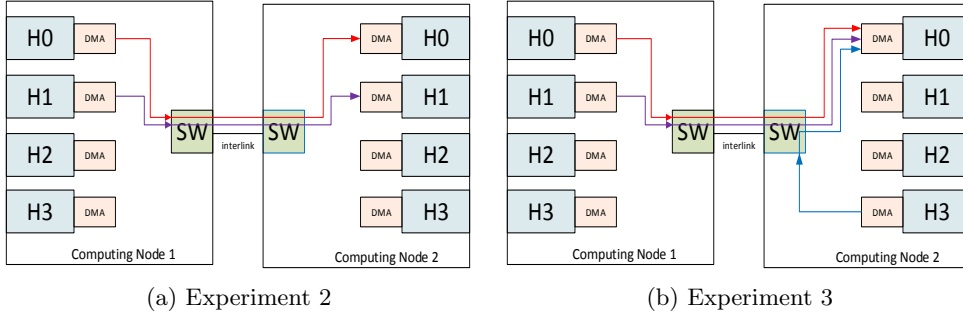 H0 DMA DMA H0
H1 DMA DMA H1
SW interlink SW
H2 DMA DMA H2
H3 DMA DMA H3
Computing Node 1 Computing Node 2
(a) Experiment 2
H0 DMA DMA H0
H1 DMA DMA H1
SW interlink SW
H2 DMA DMA H2
H3 DMA DMA H3
Computing Node 1 Computing Node 2
(b) Experiment 3